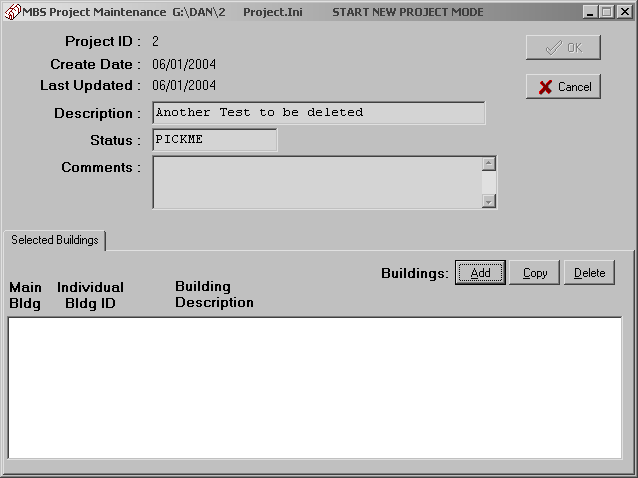 MBS Project Maintenance G:\DAN\2 Project.Ini START NEW PROJECT MODE
Project ID : 2
OK
Create Date : 06/01/2004
Last Updated : 06/01/2004
Cancel
Description : Another Test to be deleted
Status : PICKME
Comments :
Selected Buildings
Buildings: Add Copy Delete
Main Individual Building
Bldg Bldg ID Description